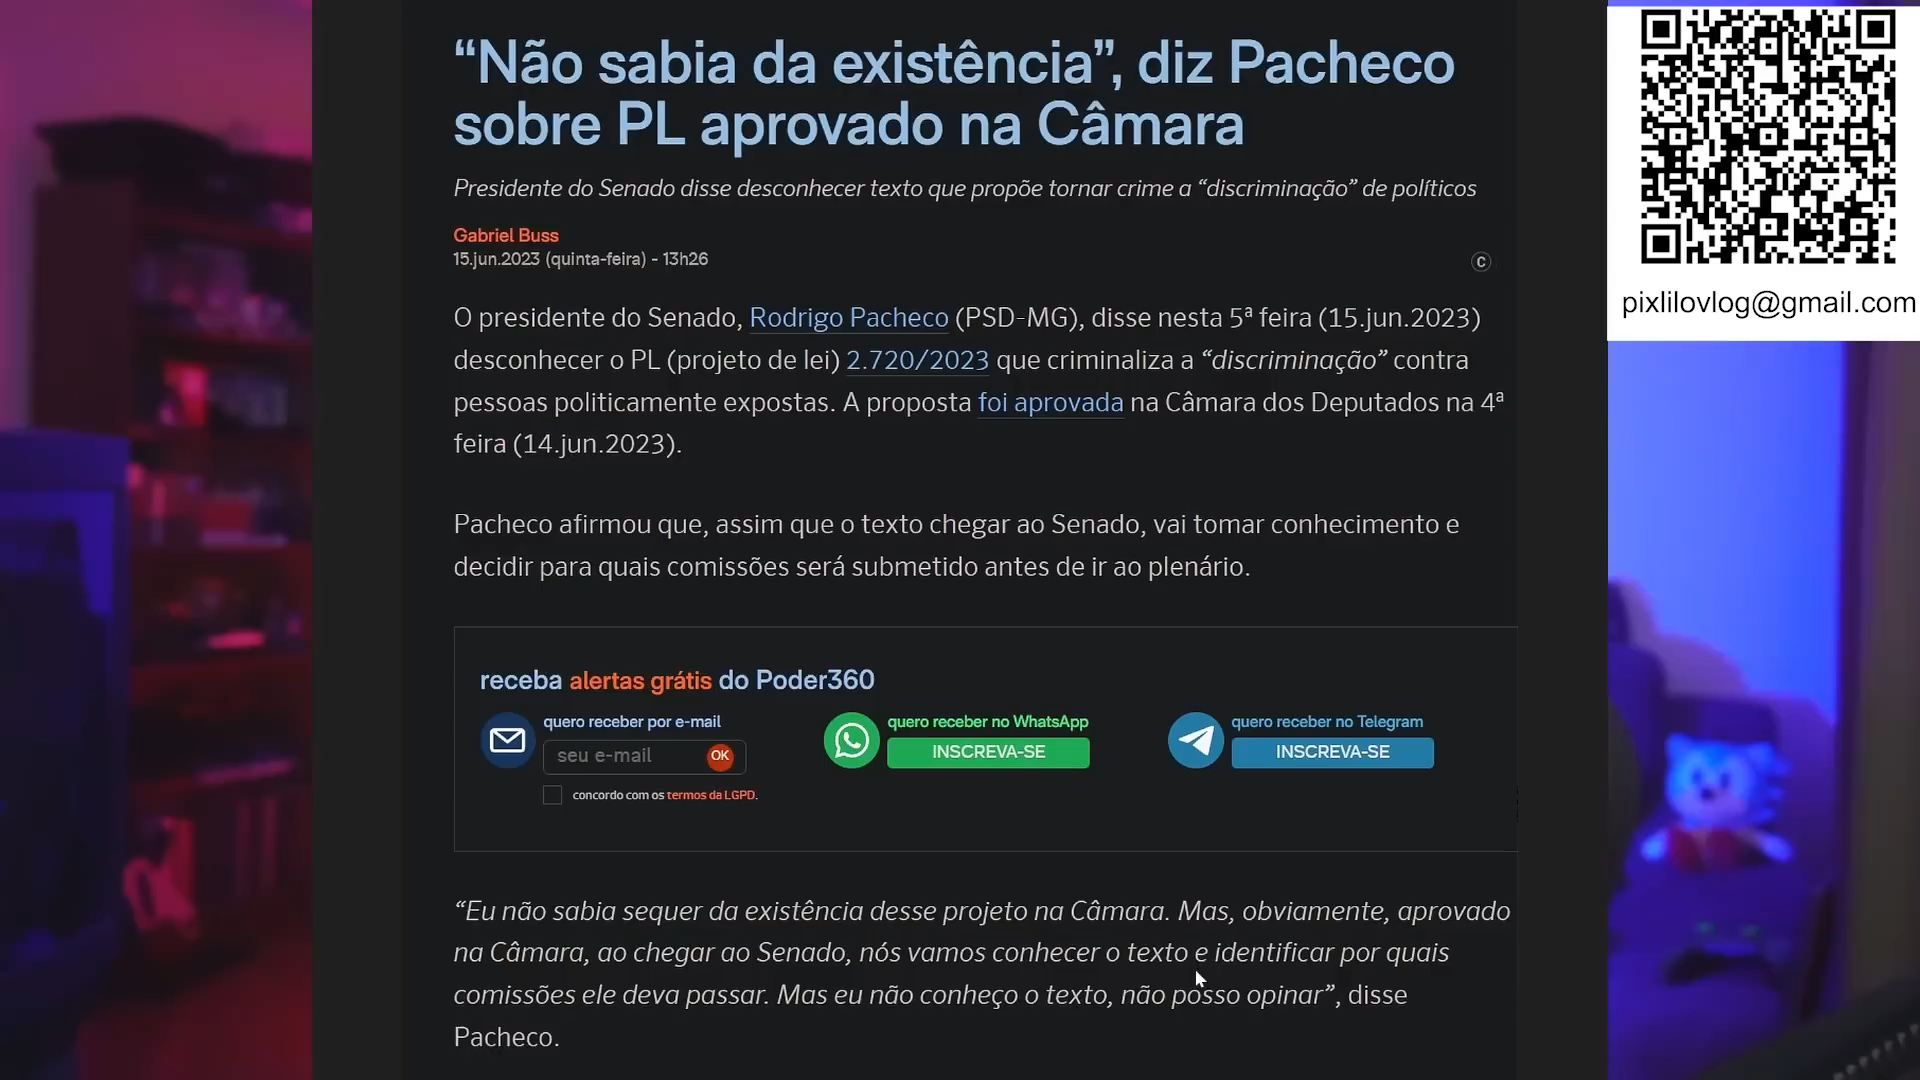 “Não sabia da existência”, diz Pacheco
sobre PL aprovado na Câmara
Presidente do Senado disse desconhecer texto que propõe tornar crime a “discriminação” de políticos
Gabriel Buss
15.jun.2023 (quinta-feira) - 13h26
C
O presidente do Senado, Rodrigo Pacheco (PSD-MG), disse nesta 5ª feira (15.jun.2023)
desconhecer o PL (projeto de lei) 2.720/2023 que criminaliza a “discriminação” contra
pessoas politicamente expostas. A proposta foi aprovada na Câmara dos Deputados na 4ª
feira (14.jun.2023).
Pacheco afirmou que, assim que o texto chegar ao Senado, vai tomar conhecimento e
decidir para quais comissões será submetido antes de ir ao plenário.
receba alertas grátis do Poder360
quero receber por e-mail
seu e-mail OK
concordo com os termos da LGPD.
quero receber no WhatsApp
INSCREVA-SE
quero receber no Telegram
INSCREVA-SE
“Eu não sabia sequer da existência desse projeto na Câmara. Mas, obviamente, aprovado
na Câmara, ao chegar ao Senado, nós vamos conhecer o texto e identificar por quais
comissões ele deva passar. Mas eu não conheço o texto, não posso opinar”, disse
Pacheco.
pixlilovlog@gmail.com